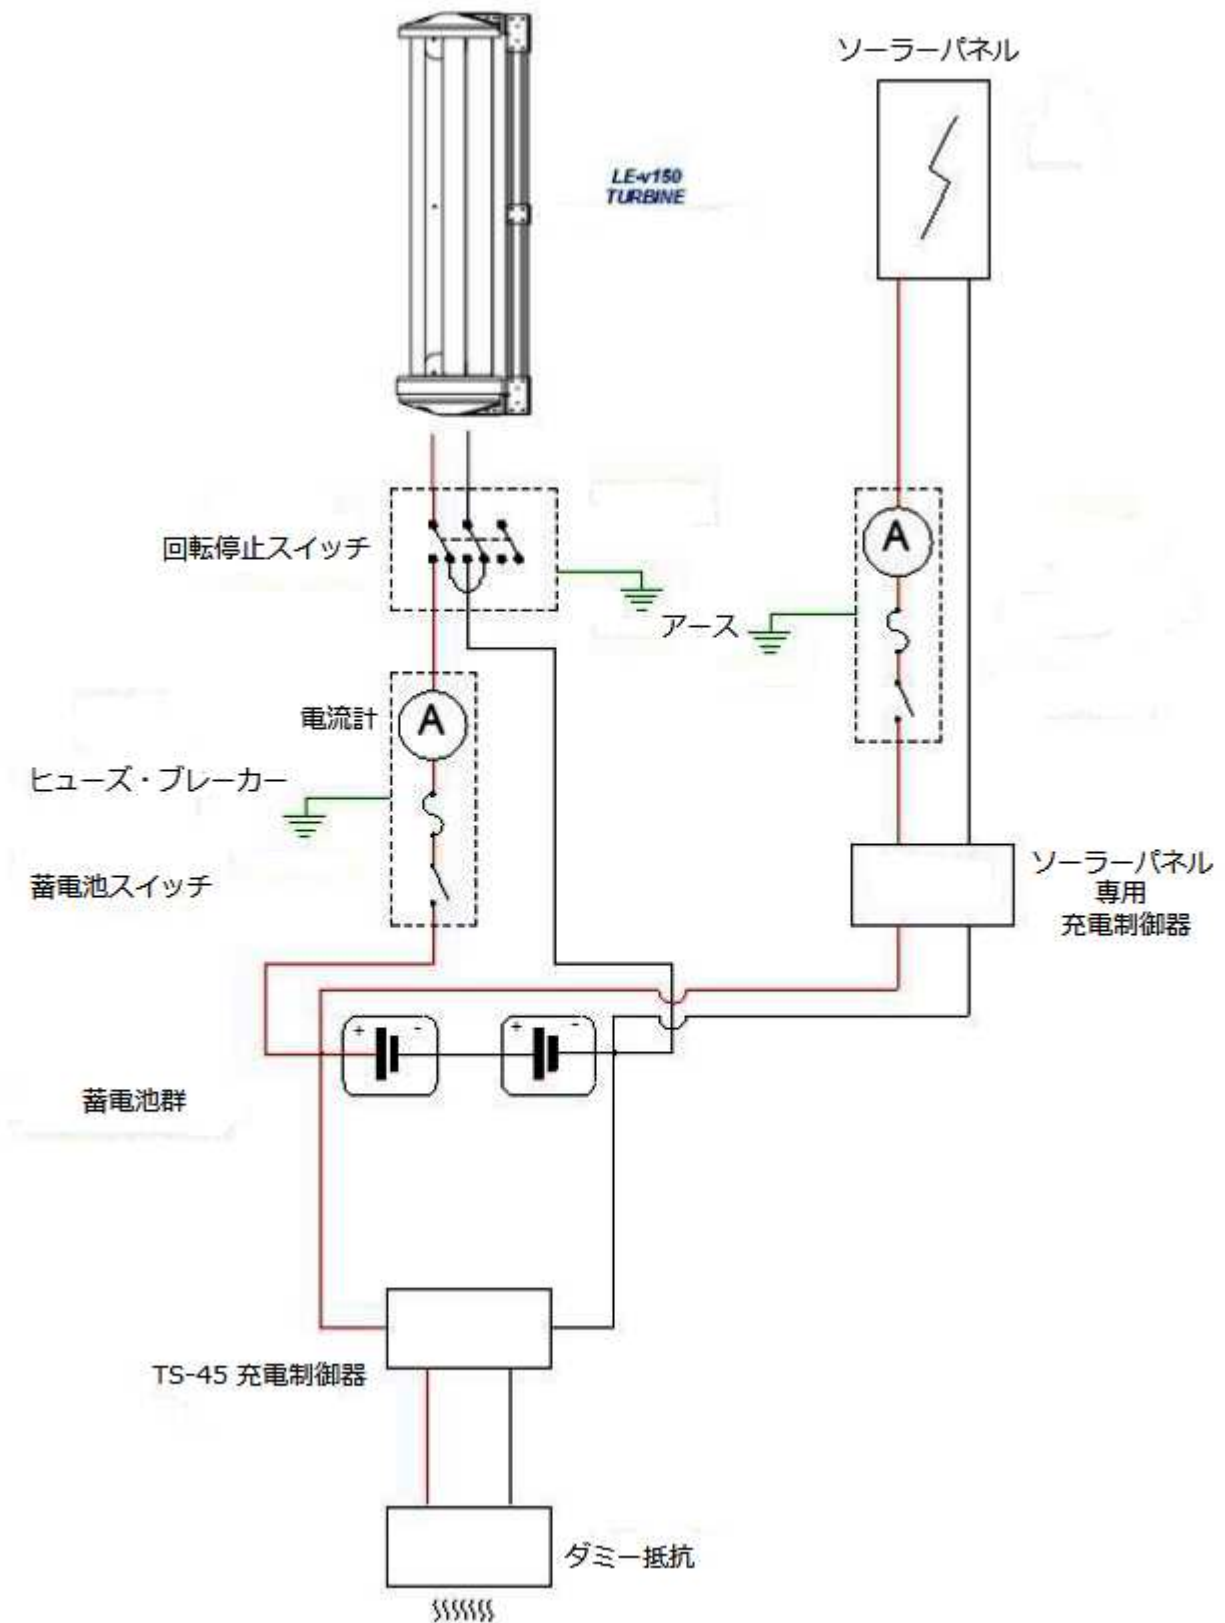 ソーラーパネル
LE-v150
TURBINE
回転停止スイッチ
A
アース
電流計
A
ヒューズ・ブレーカー
蓄電池スイッチ
ソーラーパネル
専用
充電制御器
+ -
+ -
蓄電池群
TS-45 充電制御器
ダミー抵抗